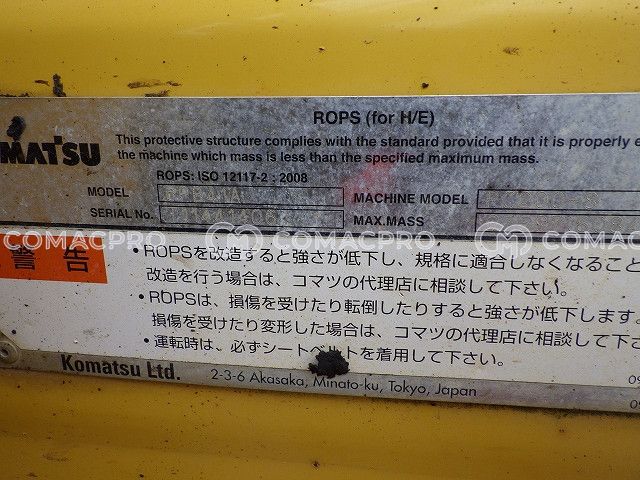 ROPS (for H/E)
MATSU
This protective structure complies with the standard provided that it is properly
the machine which mass is less than the specified maximum mass.
ROPS: ISO 12117-2 : 2008
MODEL
MACHINE MODEL
SERIAL No.
MAX.MASS
COMACPRO COMACPRO COMACPRO
警告
・ROPSを改造すると強さが低下し、規格に適合しなくなること
改造を行う場合は、コマツの代理店に相談して下さい。
・ROPSは、損傷を受けたり転倒したりすると強さが低下します。
損傷を受けたり変形した場合は、コマツの代理店に相談して下さ
・運転時は、必ずシートベルトを着用して下さい。
Komatsu Ltd.
2-3-6 Akasaka, Minato-ku, Tokyo, Japan
09
09